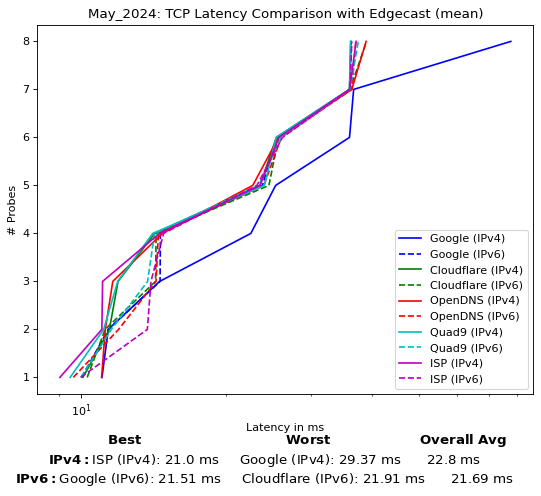 May_2024: TCP Latency Comparison with Edgecast (mean)
8
7
6
5
4
3
2
1
# Probes
Google (IPv4)
Google (IPv6)
Cloudflare (IPv4)
Cloudflare (IPv6)
OpenDNS (IPv4)
OpenDNS (IPv6)
Quad9 (IPv4)
Quad9 (IPv6)
ISP (IPv4)
ISP (IPv6)
10¹
Latency in ms
Best Worst Overall Avg
IPv4: ISP (IPv4): 21.0 ms Google (IPv4): 29.37 ms 22.8 ms
IPv6: Google (IPv6): 21.51 ms Cloudflare (IPv6): 21.91 ms 21.69 ms